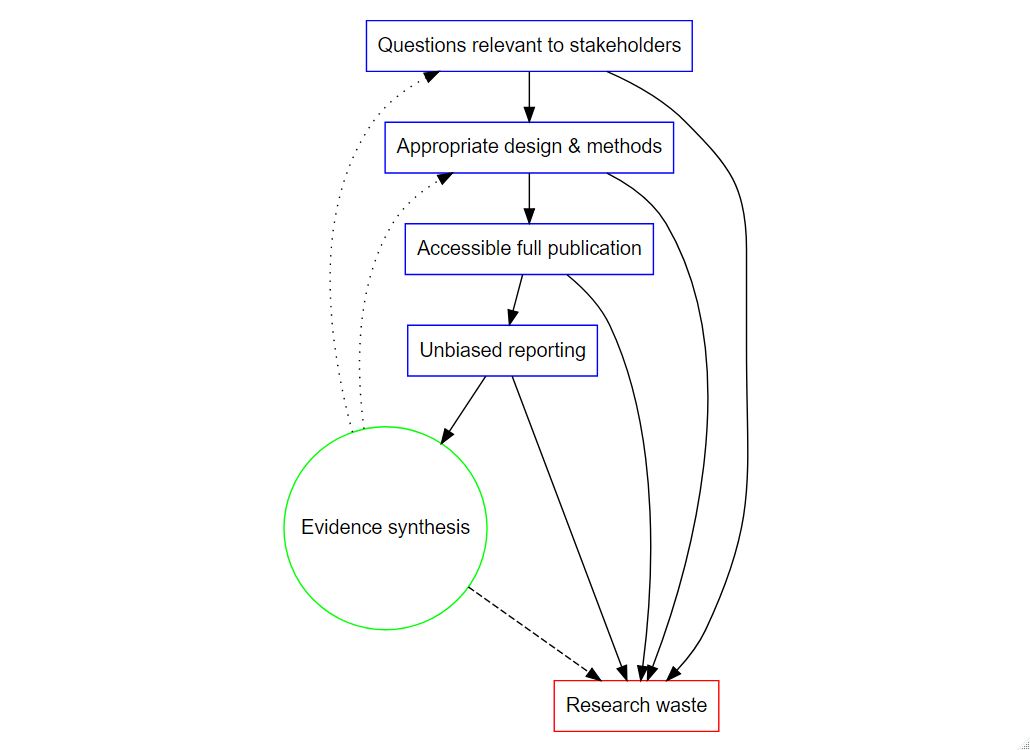 Questions relevant to stakeholders
Appropriate design & methods
Accessible full publication
Unbiased reporting
Evidence synthesis
Research waste